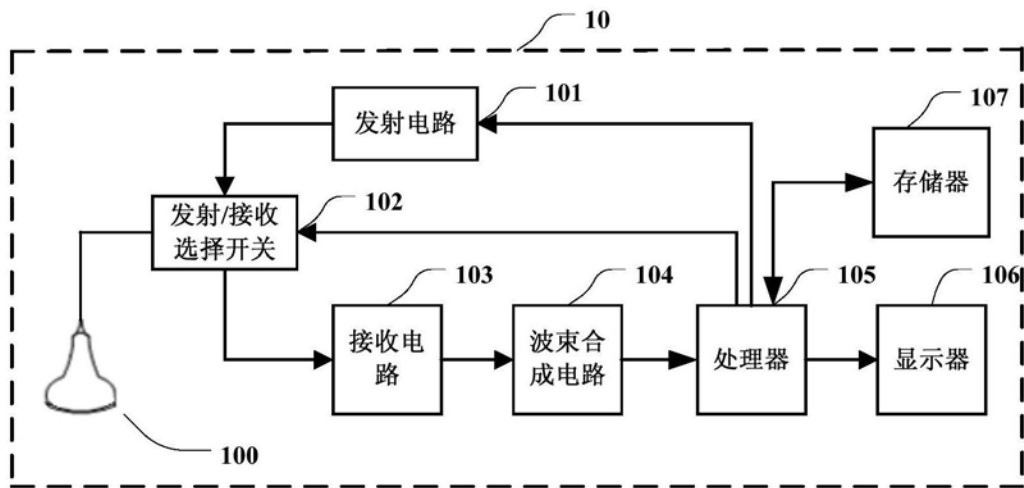 10
101
发射电路
107
存储器
发射/接收
选择开关
102
103
104
105
106
接收电
路
波束合
成电路
处理器
显示器
100